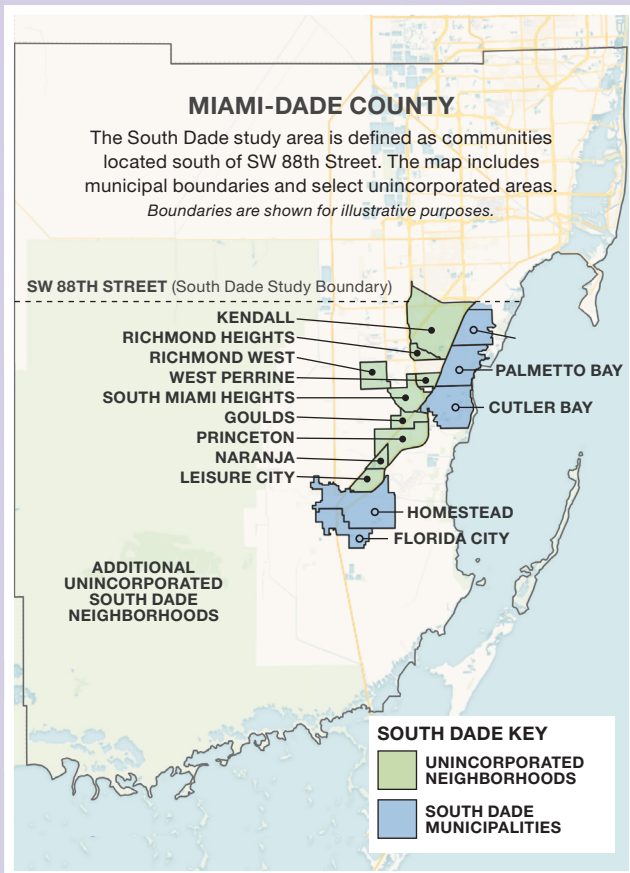 MIAMI-DADE COUNTY
The South Dade study area is defined as communities
located south of SW 88th Street. The map includes
municipal boundaries and select unincorporated areas.
Boundaries are shown for illustrative purposes.
SW 88TH STREET (South Dade Study Boundary)
KENDALL
RICHMOND HEIGHTS
RICHMOND WEST
WEST PERRINE
SOUTH MIAMI HEIGHTS
GOULDS
PRINCETON
NARANJA
LEISURE CITY
PALMETTO BAY
CUTLER BAY
HOMESTEAD
FLORIDA CITY
ADDITIONAL
UNINCORPORATED
SOUTH DADE
NEIGHBORHOODS
SOUTH DADE KEY
UNINCORPORATED
NEIGHBORHOODS
SOUTH DADE
MUNICIPALITIES